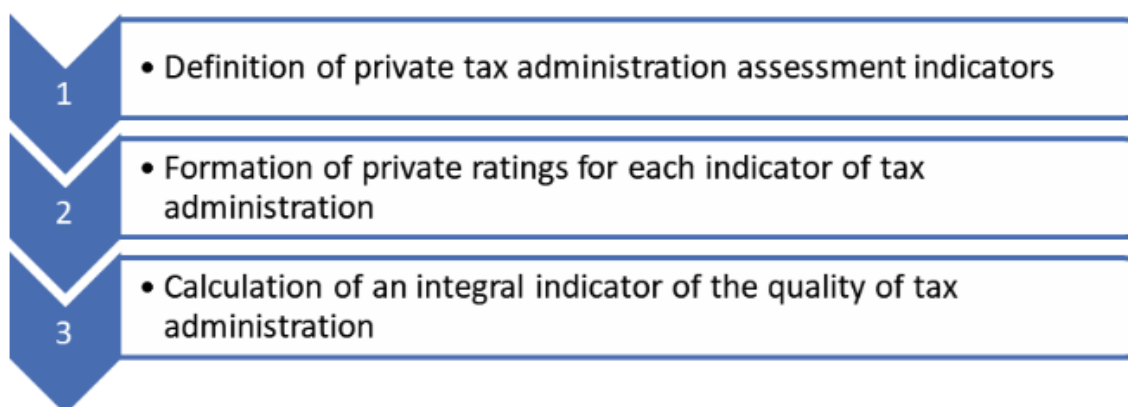 1
• Definition of private tax administration assessment indicators
2
• Formation of private ratings for each indicator of tax
administration
3
• Calculation of an integral indicator of the quality of tax
administration